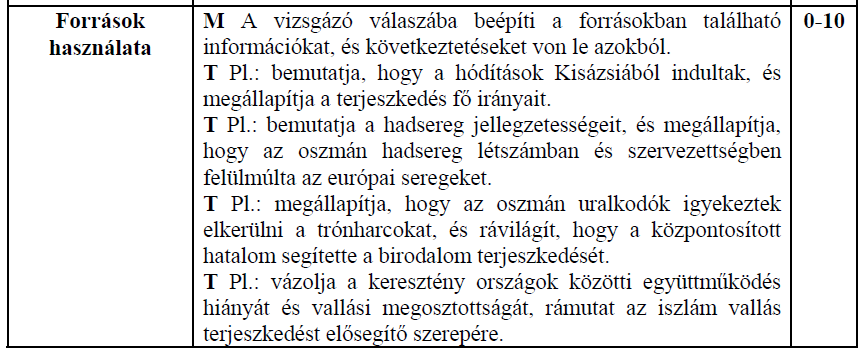 Források
használata
M A vizsgázó válaszába beépíti a forrásokban található
információkat, és következtetéseket von le azokból.
T Pl.: bemutatja, hogy a hódítások Kisázsiából indultak, és
megállapítja a terjeszkedés fő irányait.
T Pl.: bemutatja a hadsereg jellegzetességeit, és megállapítja,
hogy az oszmán hadsereg létszámban és szervezettségben
felülmúlta az európai seregeket.
T Pl.: megállapítja, hogy az oszmán uralkodók igyekeztek
elkerülni a trónharcokat, és rávilágít, hogy a központosított
hatalom segítette a birodalom terjeszkedését.
T Pl.: vázolja a keresztény országok közötti együttműködés
hiányát és vallási megosztottságát, rámutat az iszlám vallás
terjeszkedést elősegítő szerepére.
0-10